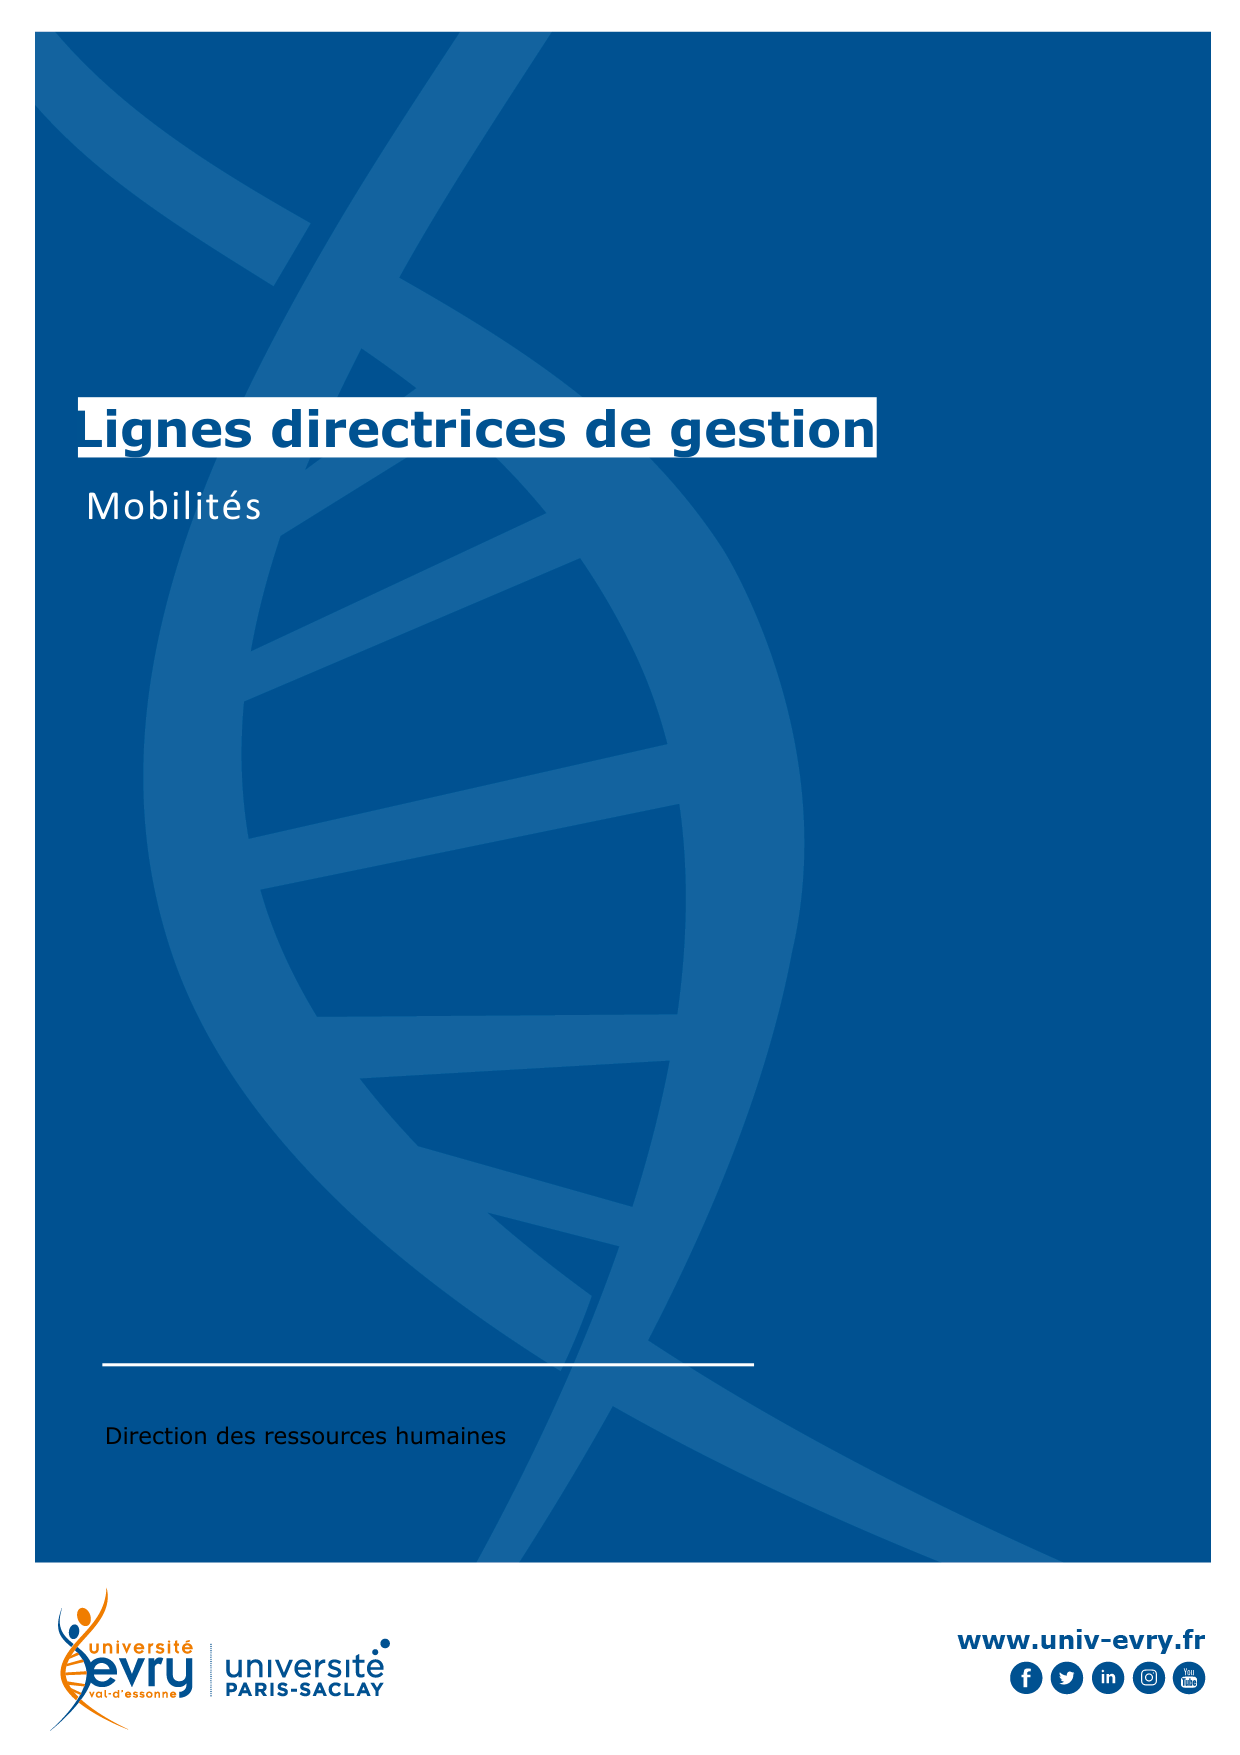 Lignes directrices de gestion
Mobilités
Direction des ressources humaines
université
evry
val-d'essonne
université
PARIS-SACLAY
www.univ-evry.fr
f
in
You
Tube